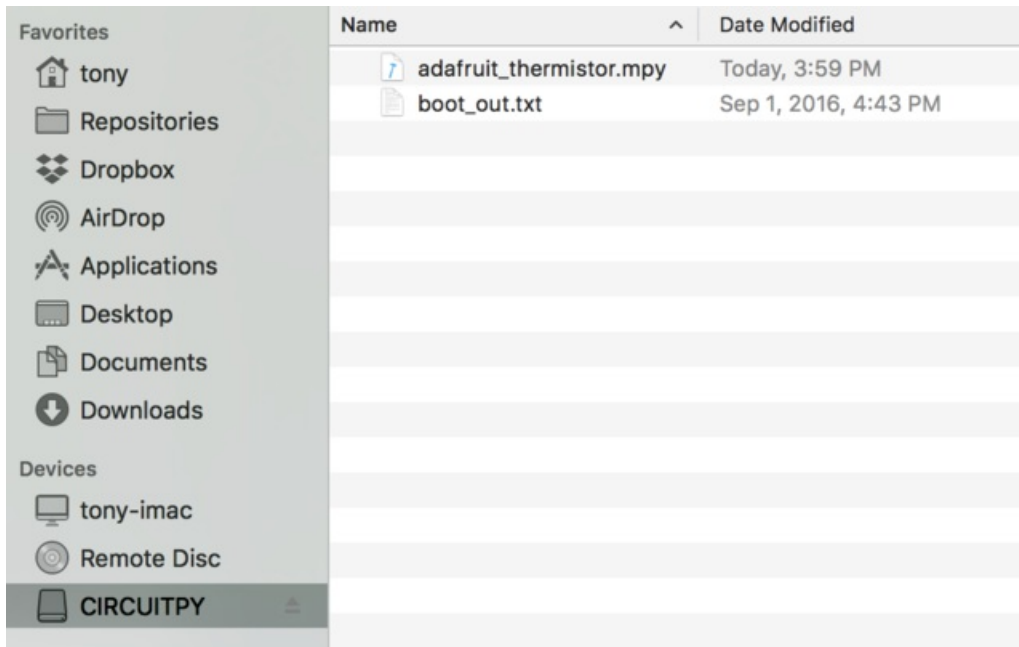 Favorites
tony
Repositories
Dropbox
AirDrop
Applications
Desktop
Documents
Downloads
Devices
tony-imac
Remote Disc
CIRCUITPY
Name Date Modified
adafruit_thermistor.mpy Today, 3:59 PM
boot_out.txt Sep 1, 2016, 4:43 PM